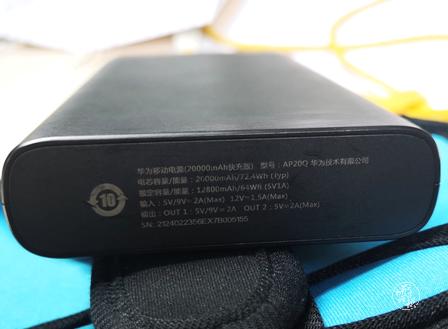 华为移动电源(20000mAh快充版) 型号：AP20Q 华为技术有限公司
电芯容量/能量：20000mAh/72.4Wh (Typ)
额定容量/能量：12800mAh/64Wh (5V1A)
输入：5V/9V⎓2A(Max) 12V⎓1.5A(Max)
输出：OUT 1：5V/9V⎓2A OUT 2：5V⎓2A(Max)
10